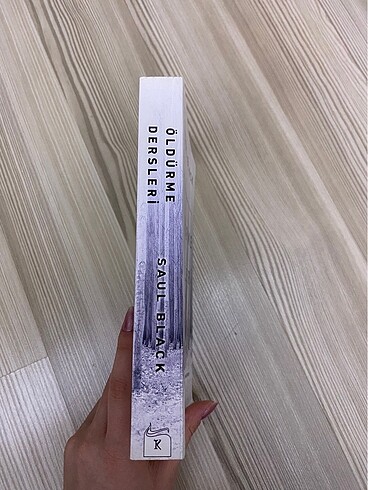 ÖLDÜRME
DERSLERİ
SAUL BLACK
K